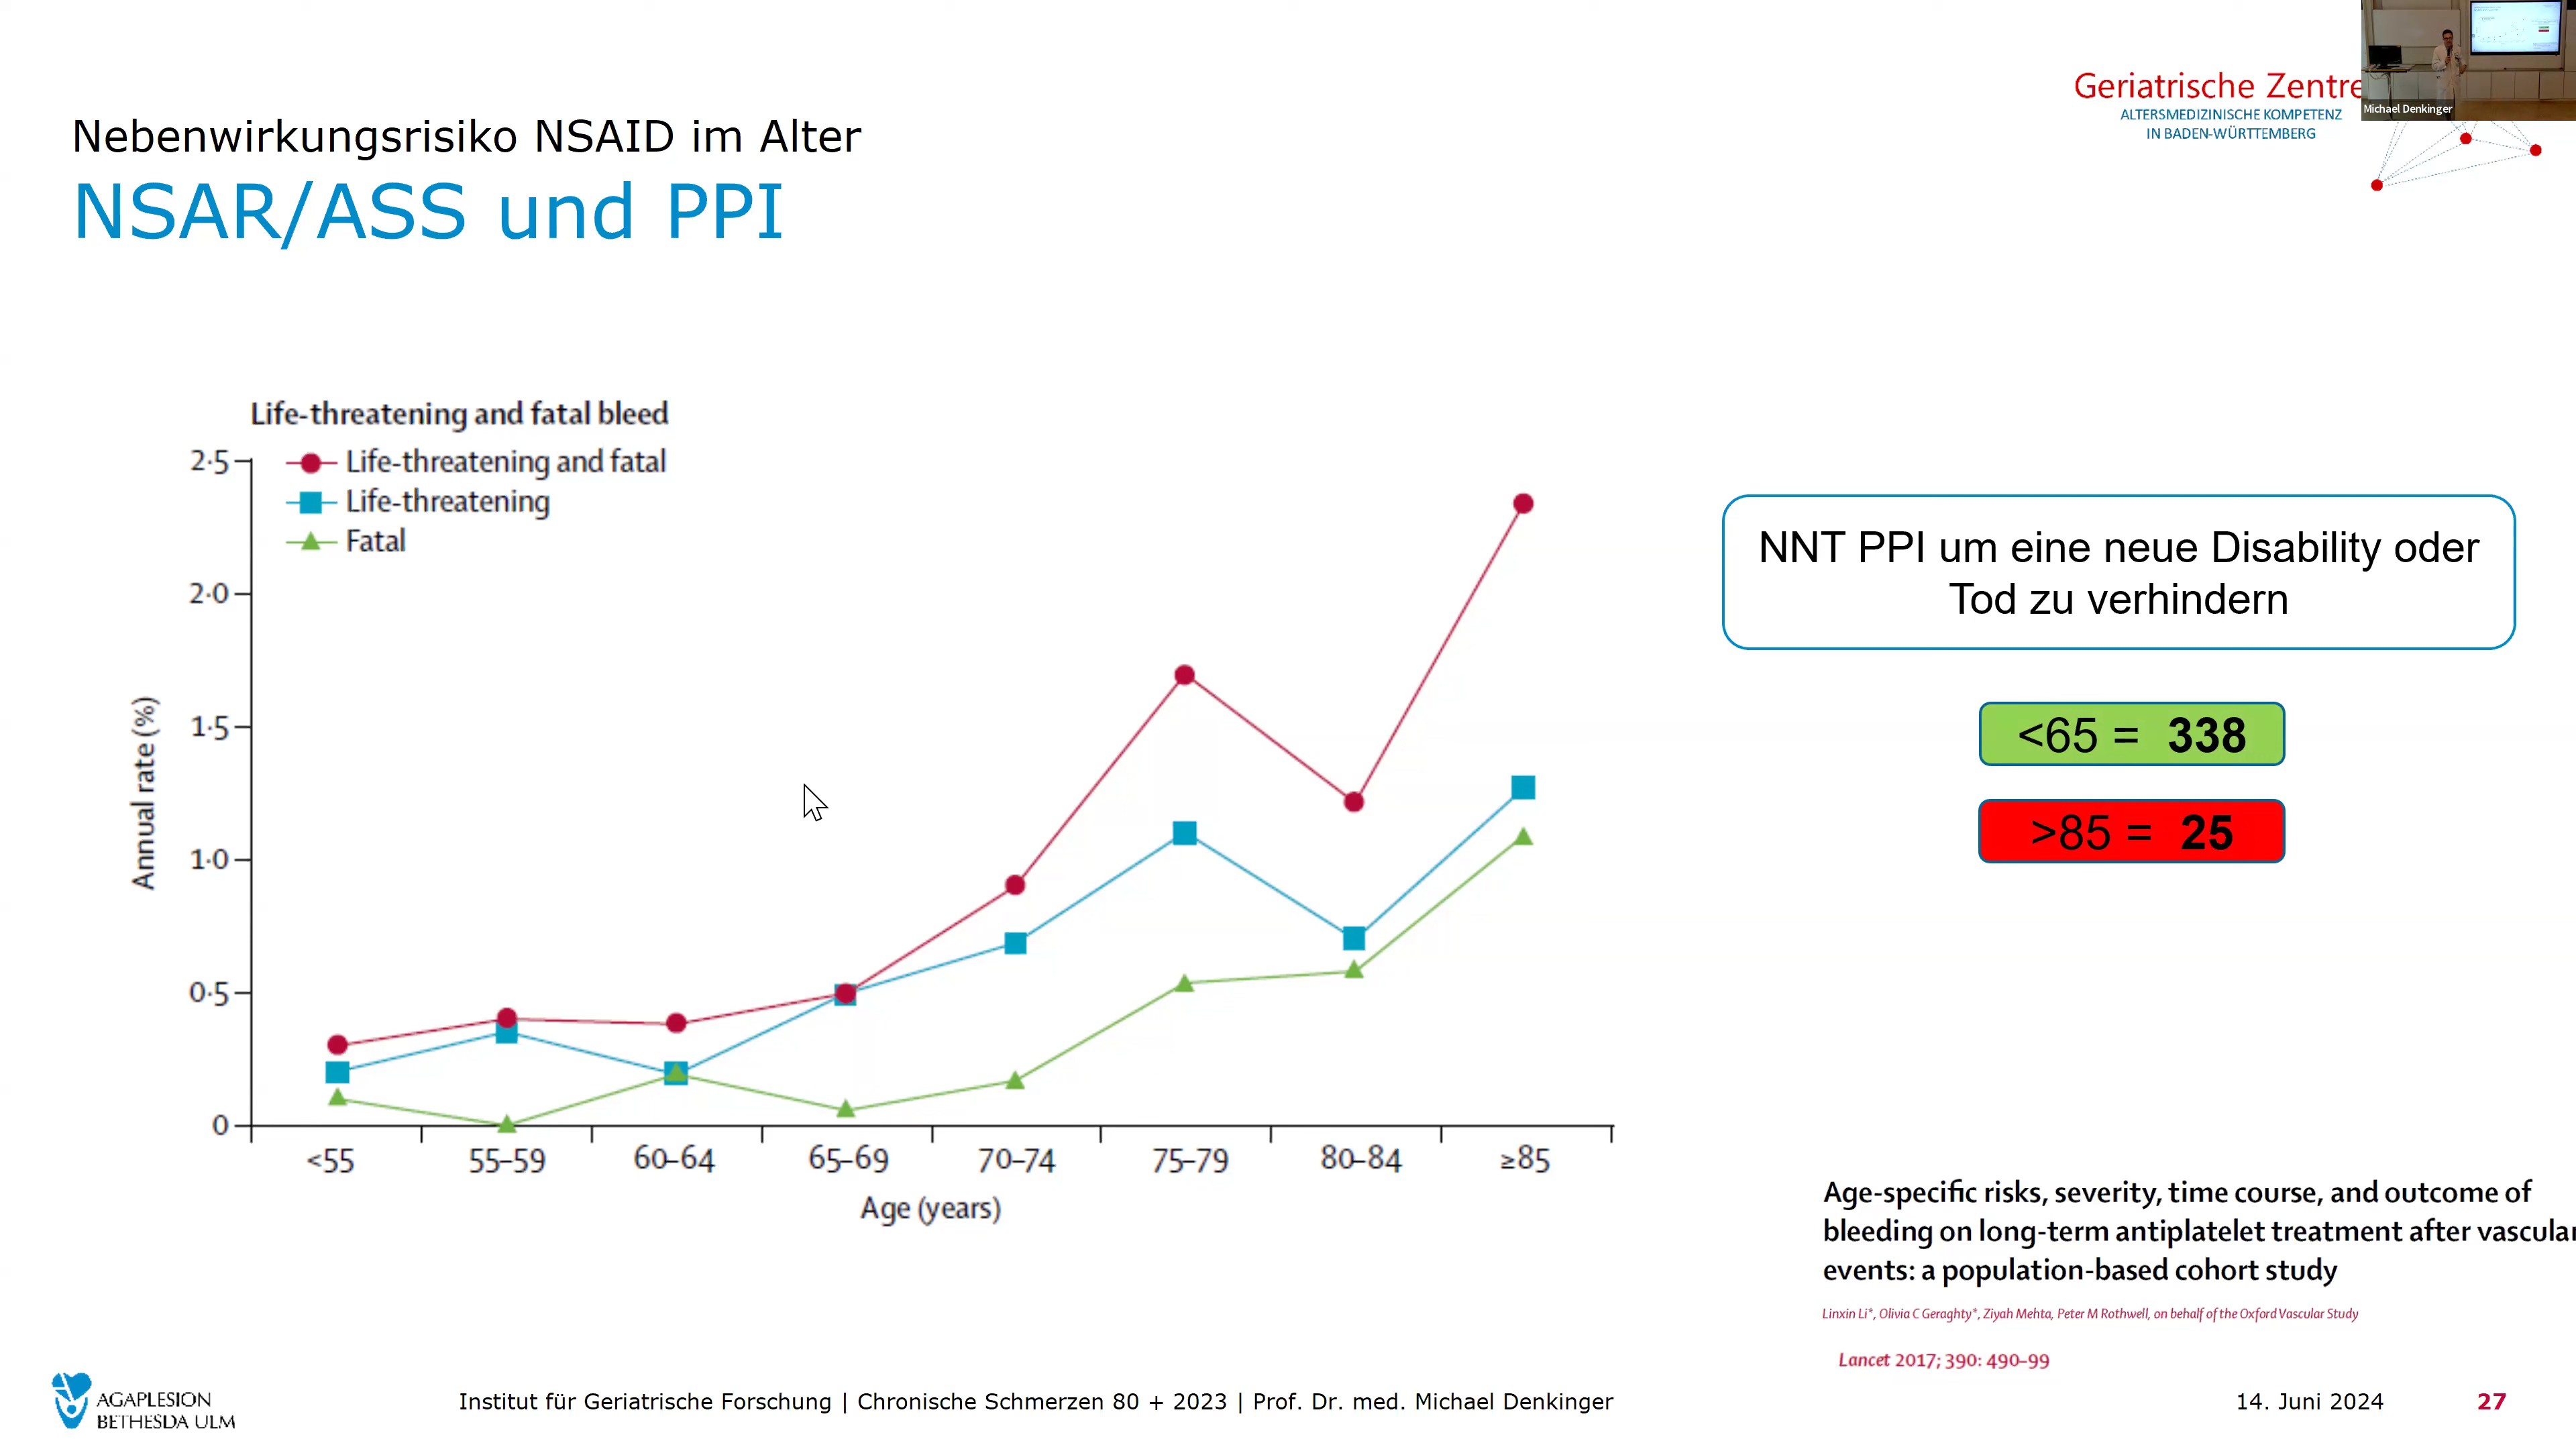 Geriatrische Zentre
ALTERSMEDIZINISCHE KOMPETENZ
IN BADEN-WÜRTTEMBERG
Michael Denkinger
Nebenwirkungsrisiko NSAID im Alter
NSAR/ASS und PPI
Life-threatening and fatal bleed
Life-threatening and fatal
Life-threatening
Fatal
Annual rate (%)
2·5
2·0
1·5
1·0
0·5
0
<55 55–59 60–64 65–69 70–74 75–79 80–84 ≥85
Age (years)
NNT PPI um eine neue Disability oder
Tod zu verhindern
<65 = 338
>85 = 25
Age-specific risks, severity, time course, and outcome of
bleeding on long-term antiplatelet treatment after vascular
events: a population-based cohort study
Linxin Li*, Olivia C Geraghty*, Ziyah Mehta, Peter M Rothwell, on behalf of the Oxford Vascular Study
Lancet 2017; 390: 490–99
AGAPLESION
BETHESDA ULM
Institut für Geriatrische Forschung | Chronische Schmerzen 80 + 2023 | Prof. Dr. med. Michael Denkinger
14. Juni 2024
27